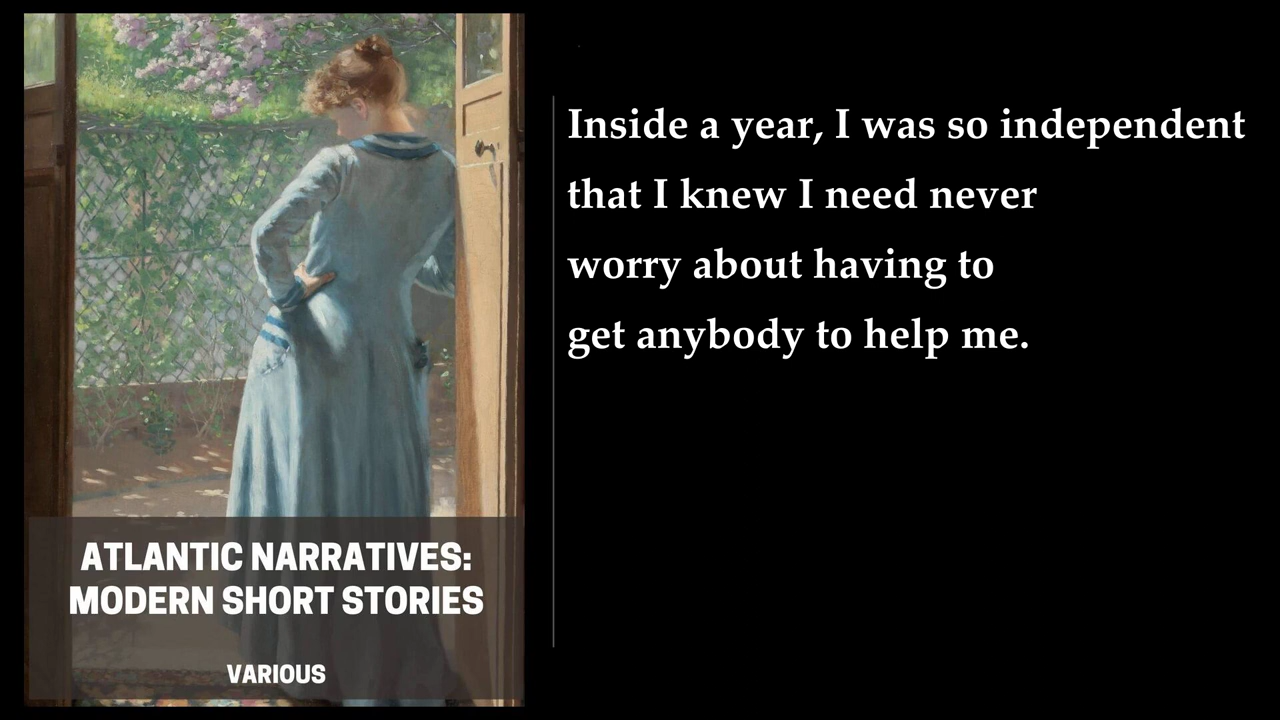 Inside a year, I was so independent
that I knew I need never
worry about having to
get anybody to help me.
ATLANTIC NARRATIVES:
MODERN SHORT STORIES
VARIOUS